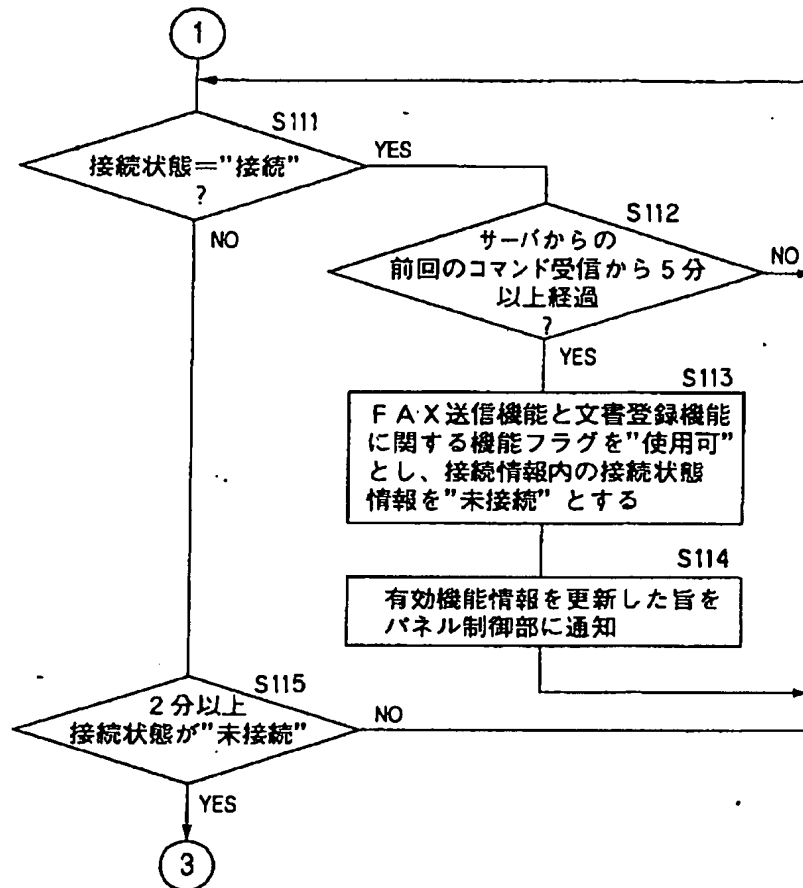 1
S111
接続状態＝”接続”
?
YES
NO
S112
サーバからの
前回のコマンド受信から５分
以上経過
?
NO
YES
S113
ＦＡＸ送信機能と文書登録機能
に関する機能フラグを”使用可”
とし、接続情報内の接続状態
情報を”未接続”とする
S114
有効機能情報を更新した旨を
パネル制御部に通知
S115
２分以上
接続状態が”未接続”
NO
YES
3